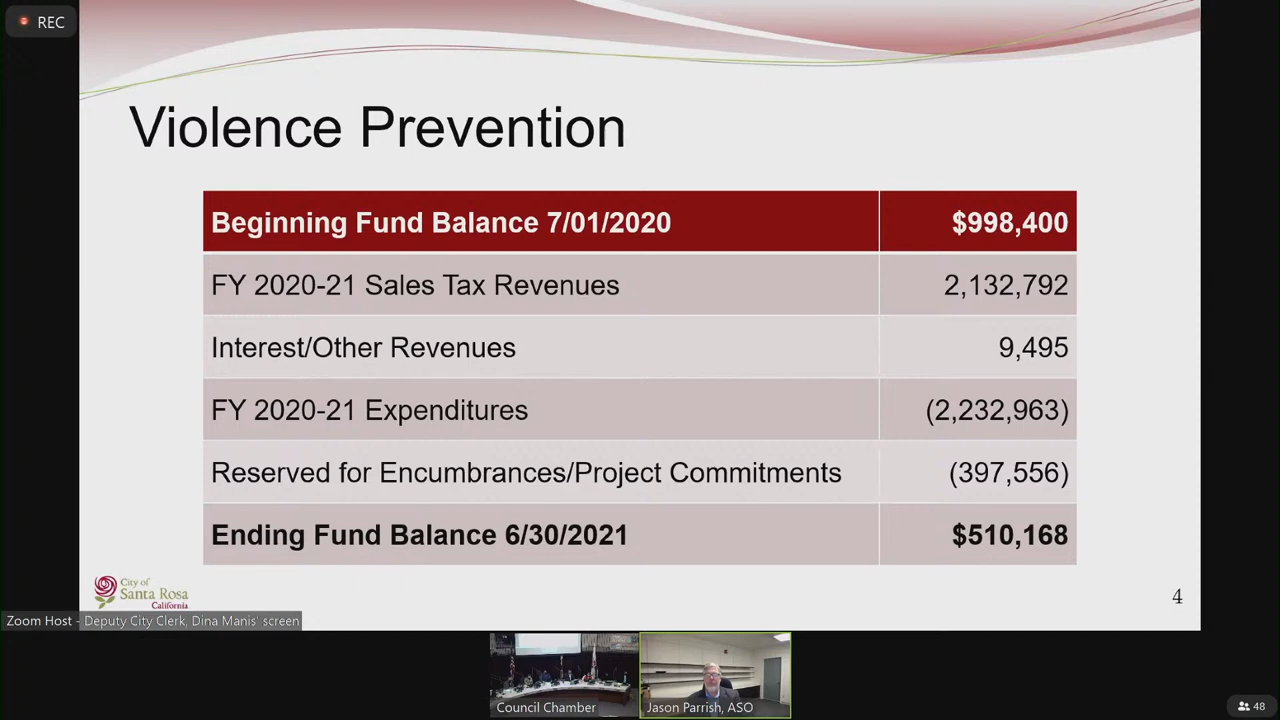 REC
Violence Prevention
Beginning Fund Balance 7/01/2020 $998,400
FY 2020-21 Sales Tax Revenues 2,132,792
Interest/Other Revenues 9,495
FY 2020-21 Expenditures (2,232,963)
Reserved for Encumbrances/Project Commitments (397,556)
Ending Fund Balance 6/30/2021 $510,168
City of
Santa Rosa
California
4
Zoom Host - Deputy City Clerk, Dina Manis' screen
Council Chamber
Jason Parrish, ASO
48